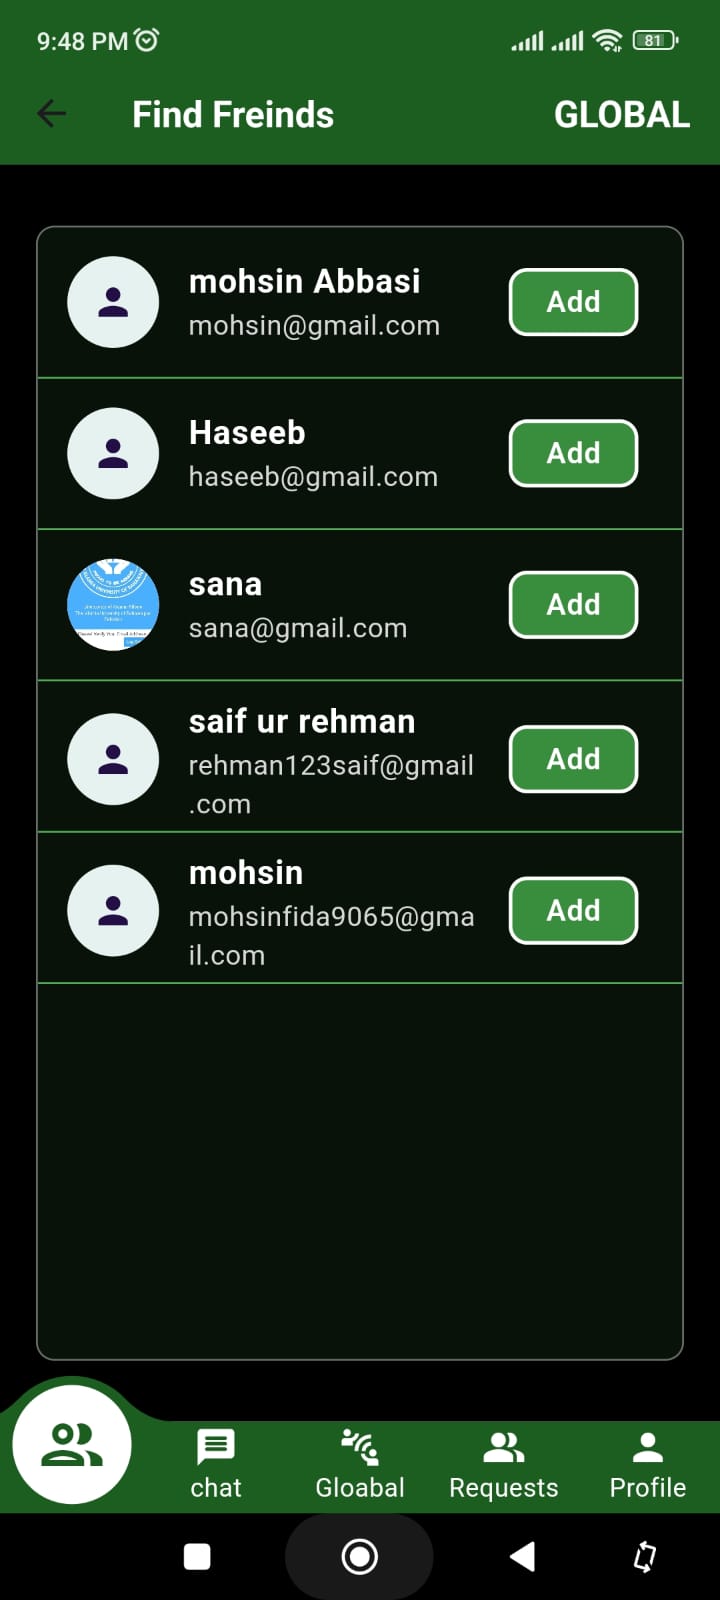 9:48 PM
81
Find Freinds
GLOBAL
mohsin Abbasi
mohsin@gmail.com
Add
Haseeb
haseeb@gmail.com
Add
sana
sana@gmail.com
Add
saif ur rehman
rehman123saif@gmail
.com
Add
mohsin
mohsinfida9065@gma
il.com
Add
chat
Gloabal
Requests
Profile